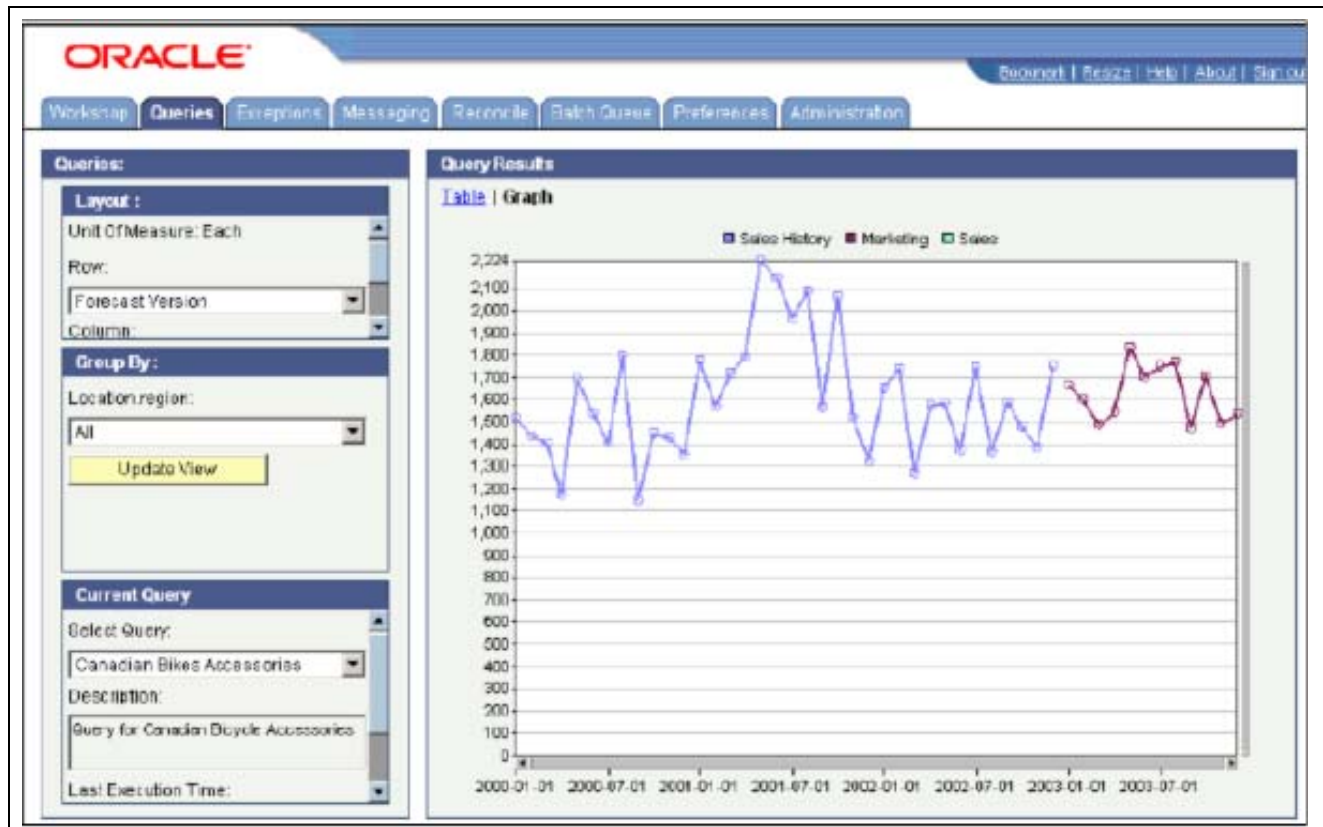 ORACLE
Bookmark | Resize | Help | About | Sign out
Workshop Queries Exceptions Messaging Reconcile Batch Queue Preferences Administration
Queries:
Layout :
Unit Of Measure: Each
Row:
Forecast Version
Column:
Group By :
Location.region:
All
Update View
Current Query
Select Query:
Canadian Bikes Accessories
Description:
Query for Canadian Bicycle Accessories
Last Execution Time:
Query Results
Table | Graph
Sales History Marketing Sales
2,224
2,100
2,000
1,900
1,800
1,700
1,600
1,500
1,400
1,300
1,200
1,100
1,000
900
800
700
600
500
400
300
200
100
0
2000-01-01 2000-07-01 2001-01-01 2001-07-01 2002-01-01 2002-07-01 2003-01-01 2003-07-01